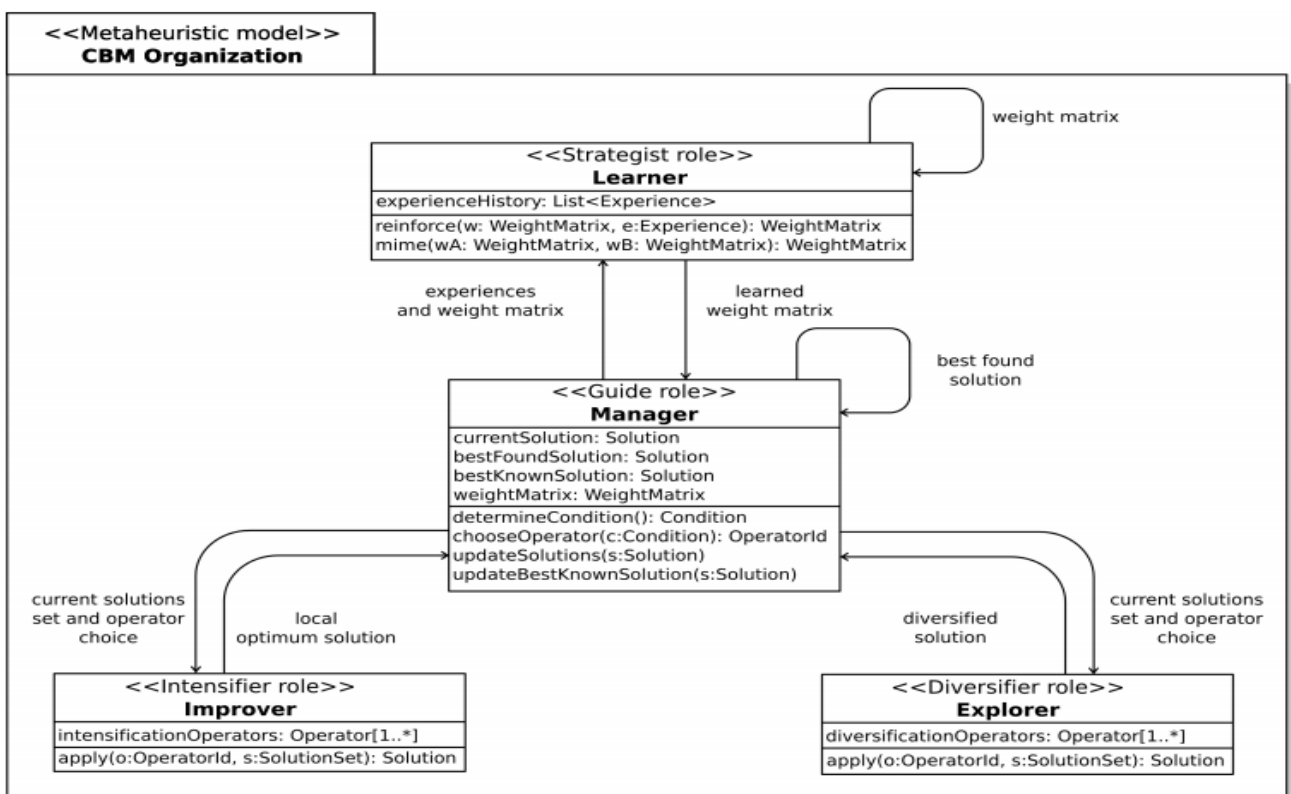 <<Metaheuristic model>>
CBM Organization
weight matrix
<<Strategist role>>
Learner
experienceHistory: List<Experience>
reinforce(w: WeightMatrix, e:Experience): WeightMatrix
mime(wA: WeightMatrix, wB: WeightMatrix): WeightMatrix
experiences
and weight matrix
learned
weight matrix
best found
solution
<<Guide role>>
Manager
currentSolution: Solution
bestFoundSolution: Solution
bestKnownSolution: Solution
weightMatrix: WeightMatrix
determineCondition(): Condition
chooseOperator(c:Condition): OperatorId
updateSolutions(s:Solution)
updateBestKnownSolution(s:Solution)
current solutions
set and operator
choice
local
optimum solution
diversified
solution
current solutions
set and operator
choice
<<Intensifier role>>
Improver
intensificationOperators: Operator[1..*]
apply(o:OperatorId, s:SolutionSet): Solution
<<Diversifier role>>
Explorer
diversificationOperators: Operator[1..*]
apply(o:OperatorId, s:SolutionSet): Solution